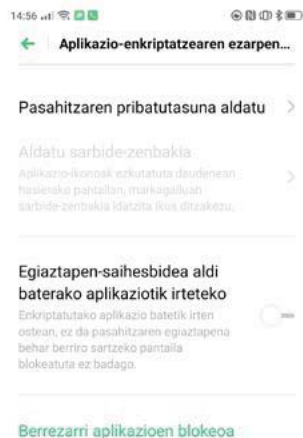 14:56
Aplikazio-enkriptatzearen ezarpen...
Pasahitzaren pribatutasuna aldatu
Aldatu sarbide-zenbakia
Aplikazio-ikonoak ezkutatuta daudenean
hasierako pantailan, markagailuan
sarbide-zenbakia idatzita ikus ditzakezu.
Egiaztapen-saihesbidea aldi
baterako aplikaziotik irteteko
Enkriptatutako aplikazio batetik irten
ostean, ez da pasahitzaren egiaztapena
behar berriro sartzeko pantaila
blokeatuta ez badago.
Berrezarri aplikazioen blokeoa